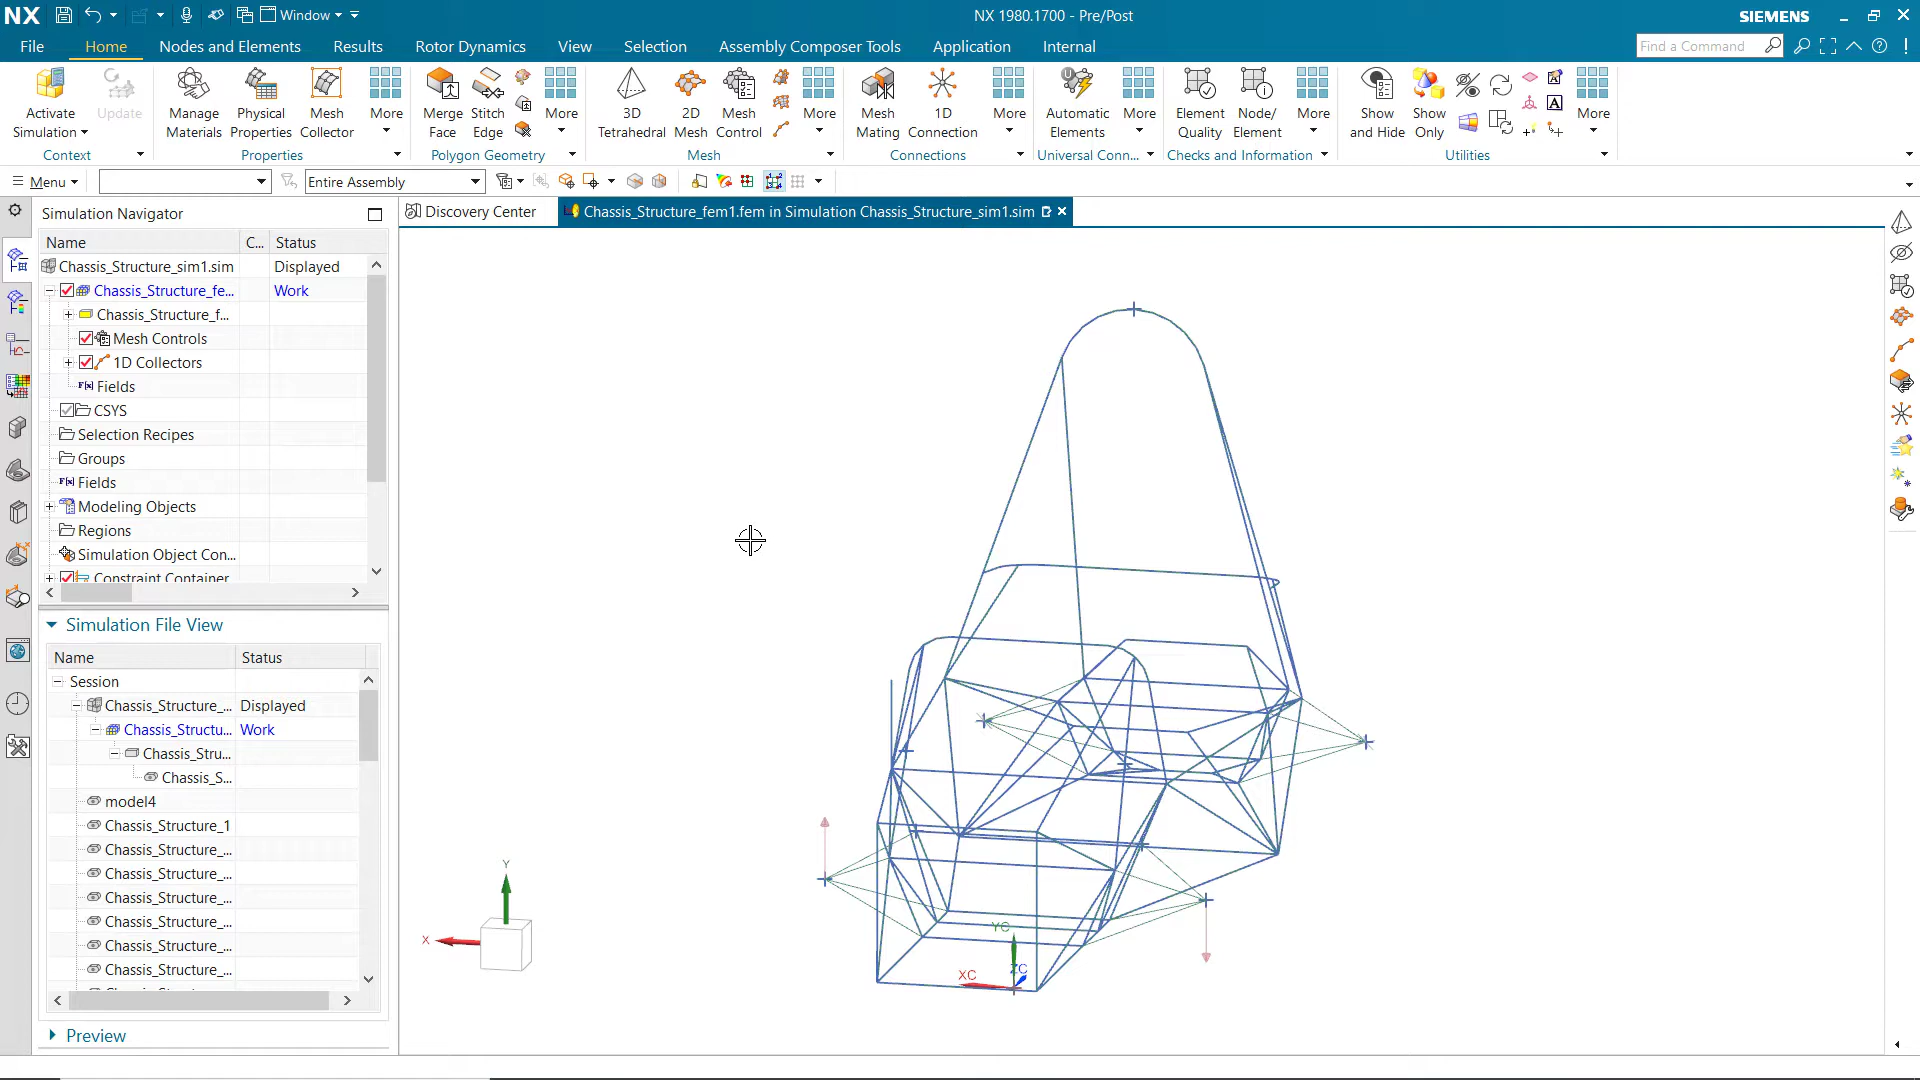 NX
Window
NX 1980.1700 - Pre/Post
SIEMENS
File
Home
Nodes and Elements
Results
Rotor Dynamics
View
Selection
Assembly Composer Tools
Application
Internal
Find a Command
Activate Simulation
Update
Manage Materials
Physical Properties
Mesh Collector
More
Merge Face
Stitch Edge
More
3D Tetrahedral
2D Mesh
Mesh Control
More
Mesh Mating
1D Connection
More
Automatic Elements
More
Element Quality
Node/ Element
More
Show and Hide
Show Only
More
Context
Properties
Polygon Geometry
Mesh
Connections
Universal Conn...
Checks and Information
Utilities
Menu
Entire Assembly
Simulation Navigator
Discovery Center
Chassis_Structure_fem1.fem in Simulation Chassis_Structure_sim1.sim
Name
C...
Status
Chassis_Structure_sim1.sim
Displayed
Chassis_Structure_fe...
Work
Chassis_Structure_f...
Mesh Controls
1D Collectors
Fields
CSYS
Selection Recipes
Groups
Fields
Modeling Objects
Regions
Simulation Object Con...
Constraint Container
Simulation File View
Name
Status
Session
Chassis_Structure_...
Displayed
Chassis_Structu...
Work
Chassis_Stru...
Chassis_S...
model4
Chassis_Structure_1
Chassis_Structure_...
Chassis_Structure_...
Chassis_Structure_...
Chassis_Structure_...
Chassis_Structure_...
Chassis_Structure_...
Preview
Y
X
YC
XC
ZC